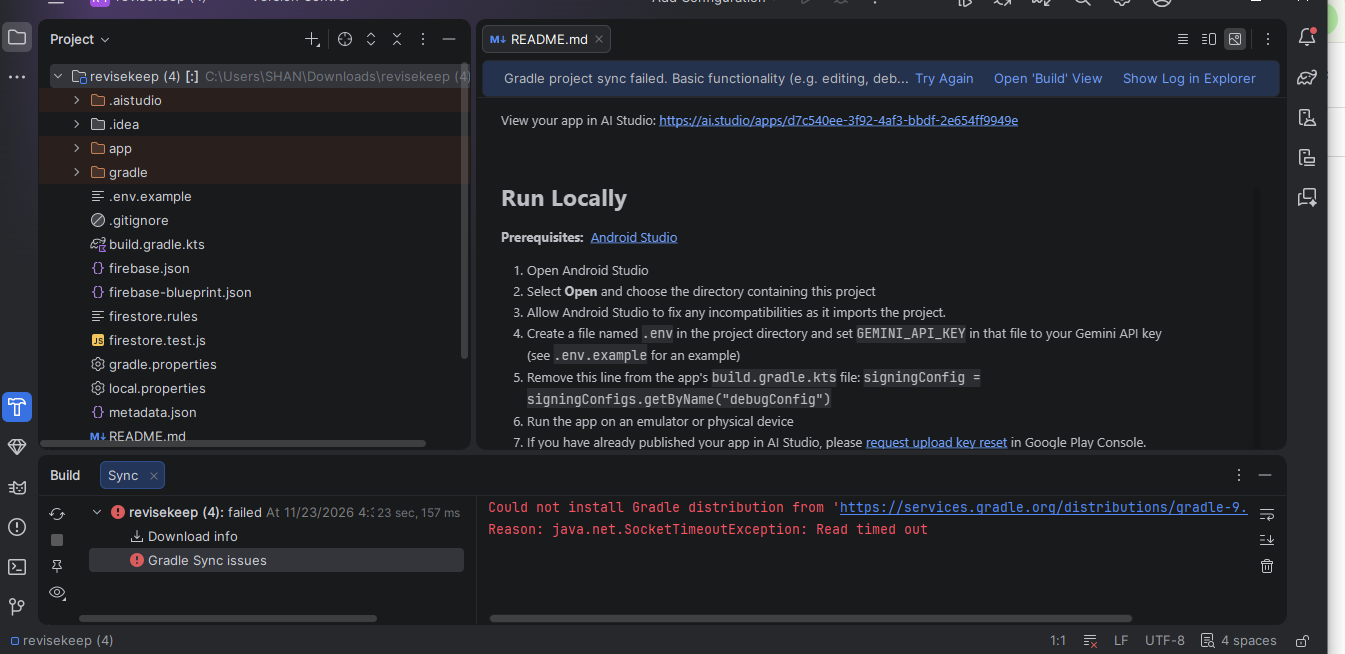 Project
revisekeep (4) [:] C:\Users\SHAN\Downloads\revisekeep (4)
.aistudio
.idea
app
gradle
.env.example
.gitignore
build.gradle.kts
firebase.json
firebase-blueprint.json
firestore.rules
firestore.test.js
gradle.properties
local.properties
metadata.json
README.md
README.md
Gradle project sync failed. Basic functionality (e.g. editing, deb... Try Again Open 'Build' View Show Log in Explorer
View your app in AI Studio: https://ai.studio/apps/d7c540ee-3f92-4af3-bbdf-2e654ff9949e
Run Locally
Prerequisites: Android Studio
1. Open Android Studio
2. Select Open and choose the directory containing this project
3. Allow Android Studio to fix any incompatibilities as it imports the project.
4. Create a file named .env in the project directory and set GEMINI_API_KEY in that file to your Gemini API key
(see .env.example for an example)
5. Remove this line from the app's build.gradle.kts file: signingConfig =
signingConfigs.getByName("debugConfig")
6. Run the app on an emulator or physical device
7. If you have already published your app in AI Studio, please request upload key reset in Google Play Console.
Build Sync
revisekeep (4): failed At 11/23/2026 4:3 23 sec, 157 ms
Download info
Gradle Sync issues
Could not install Gradle distribution from 'https://services.gradle.org/distributions/gradle-9.
Reason: java.net.SocketTimeoutException: Read timed out
revisekeep (4)
1:1 LF UTF-8 4 spaces